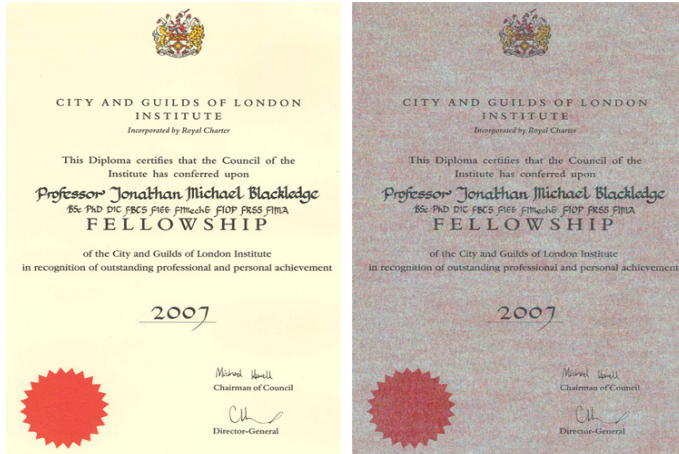 CITY AND GUILDS OF LONDON
INSTITUTE
Incorporated by Royal Charter
This Diploma certifies that the Council of the
Institute has conferred upon
Professor Jonathan Michael Blackledge
BSc PhD DIC FBCS FIEE FIMechE FIOP FRSS FIMA
FELLOWSHIP
of the City and Guilds of London Institute
in recognition of outstanding professional and personal achievement
2007
Chairman of Council
Director-General
CITY AND GUILDS OF LONDON
INSTITUTE
Incorporated by Royal Charter
This Diploma certifies that the Council of the
Institute has conferred upon
Professor Jonathan Michael Blackledge
BSc PhD DIC FBCS FIEE FIMechE FIOP FRSS FIMA
FELLOWSHIP
of the City and Guilds of London Institute
in recognition of outstanding professional and personal achievement
2007
Chairman of Council
Director-General